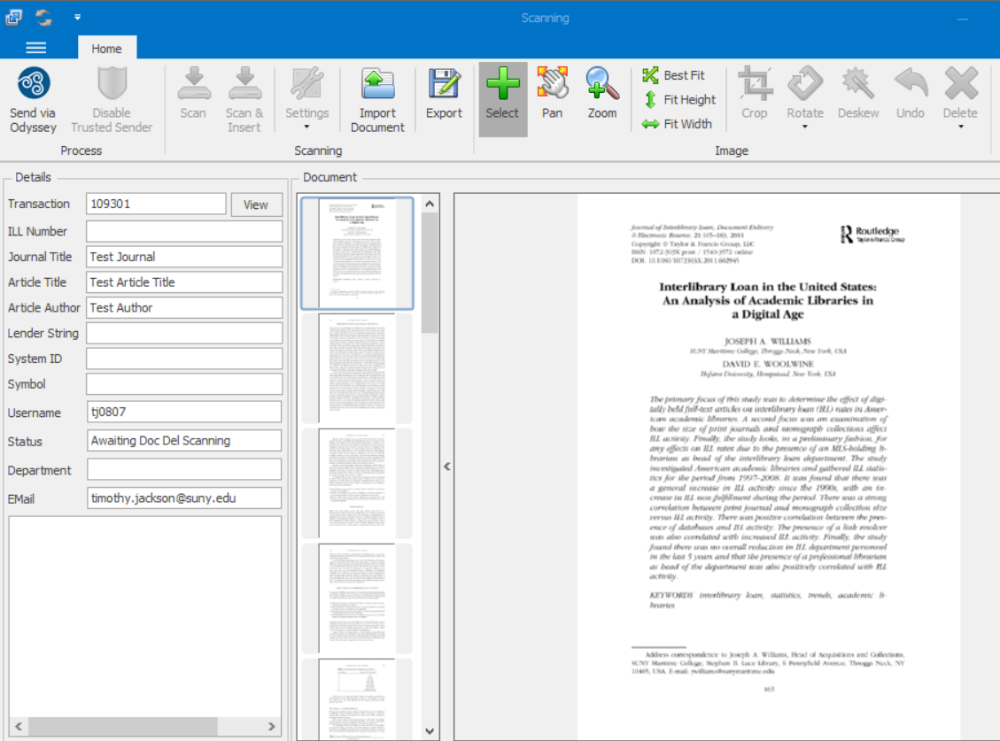 Scanning
Home
Send via
Odyssey
Disable
Trusted Sender
Scan
Scan &
Insert
Settings
Import
Document
Export
Select
Pan
Zoom
Best Fit
Fit Height
Fit Width
Crop
Rotate
Deskew
Undo
Delete
Process
Scanning
Image
Details
Transaction 109301 View
ILL Number
Journal Title Test Journal
Article Title Test Article Title
Article Author Test Author
Lender String
System ID
Symbol
Username tj0807
Status Awaiting Doc Del Scanning
Department
EMail timothy.jackson@suny.edu
Document
Journal of Interlibrary Loan, Document Delivery
& Electronic Reserve, 21:165–183, 2011
Copyright © Taylor & Francis Group, LLC
ISSN: 1072-303X print / 1540-3572 online
DOI: 10.1080/1072303X.2011.602945
Routledge
Taylor & Francis Group
Interlibrary Loan in the United States:
An Analysis of Academic Libraries in
a Digital Age
JOSEPH A. WILLIAMS
SUNY Maritime College, Throggs Neck, New York, USA
DAVID E. WOOLWINE
Hofstra University, Hempstead, New York, USA
The primary focus of this study was to determine the effect of digi-
tally held full-text articles on interlibrary loan (ILL) rates in Amer-
ican academic libraries. A second focus was an examination of
how the size of print journals and monograph collections affect
ILL activity. Finally, the study looks, in a preliminary fashion, for
any effects on ILL rates due to the presence of an MLS-holding li-
brarian as head of the interlibrary loan department. The study
investigated American academic libraries and gathered ILL statis-
tics for the period from 1997–2008. It was found that there was
a general increase in ILL activity since the 1990s, with an in-
crease in ILL non-fulfillment during the period. There was a strong
correlation between print journal and monograph collection size
versus ILL activity. There was positive correlation between the pres-
ence of databases and ILL activity. The presence of a link resolver
was also correlated with increased ILL activity. Finally, the study
found there was no overall reduction in ILL department personnel
in the last 5 years and that the presence of a professional librarian
as head of the department was also positively correlated with ILL
activity.
KEYWORDS interlibrary loan, statistics, trends, academic li-
braries
Address correspondence to Joseph A. Williams, Head of Acquisitions and Collections,
SUNY Maritime College, Stephen B. Luce Library, 6 Pennyfield Avenue, Throggs Neck, NY
10465, USA. E-mail: jwilliams@sunymaritime.edu
165